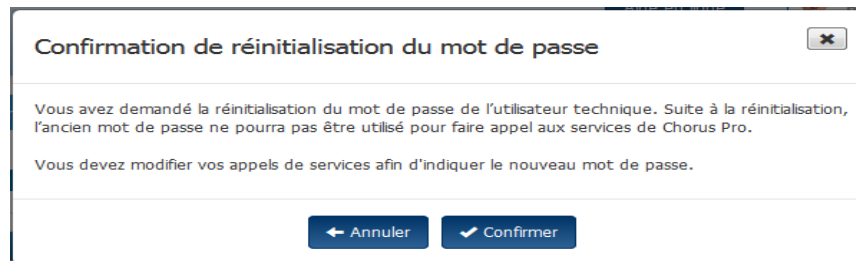 Confirmation de réinitialisation du mot de passe
Vous avez demandé la réinitialisation du mot de passe de l'utilisateur technique. Suite à la réinitialisation,
l'ancien mot de passe ne pourra pas être utilisé pour faire appel aux services de Chorus Pro.
Vous devez modifier vos appels de services afin d'indiquer le nouveau mot de passe.
Annuler Confirmer